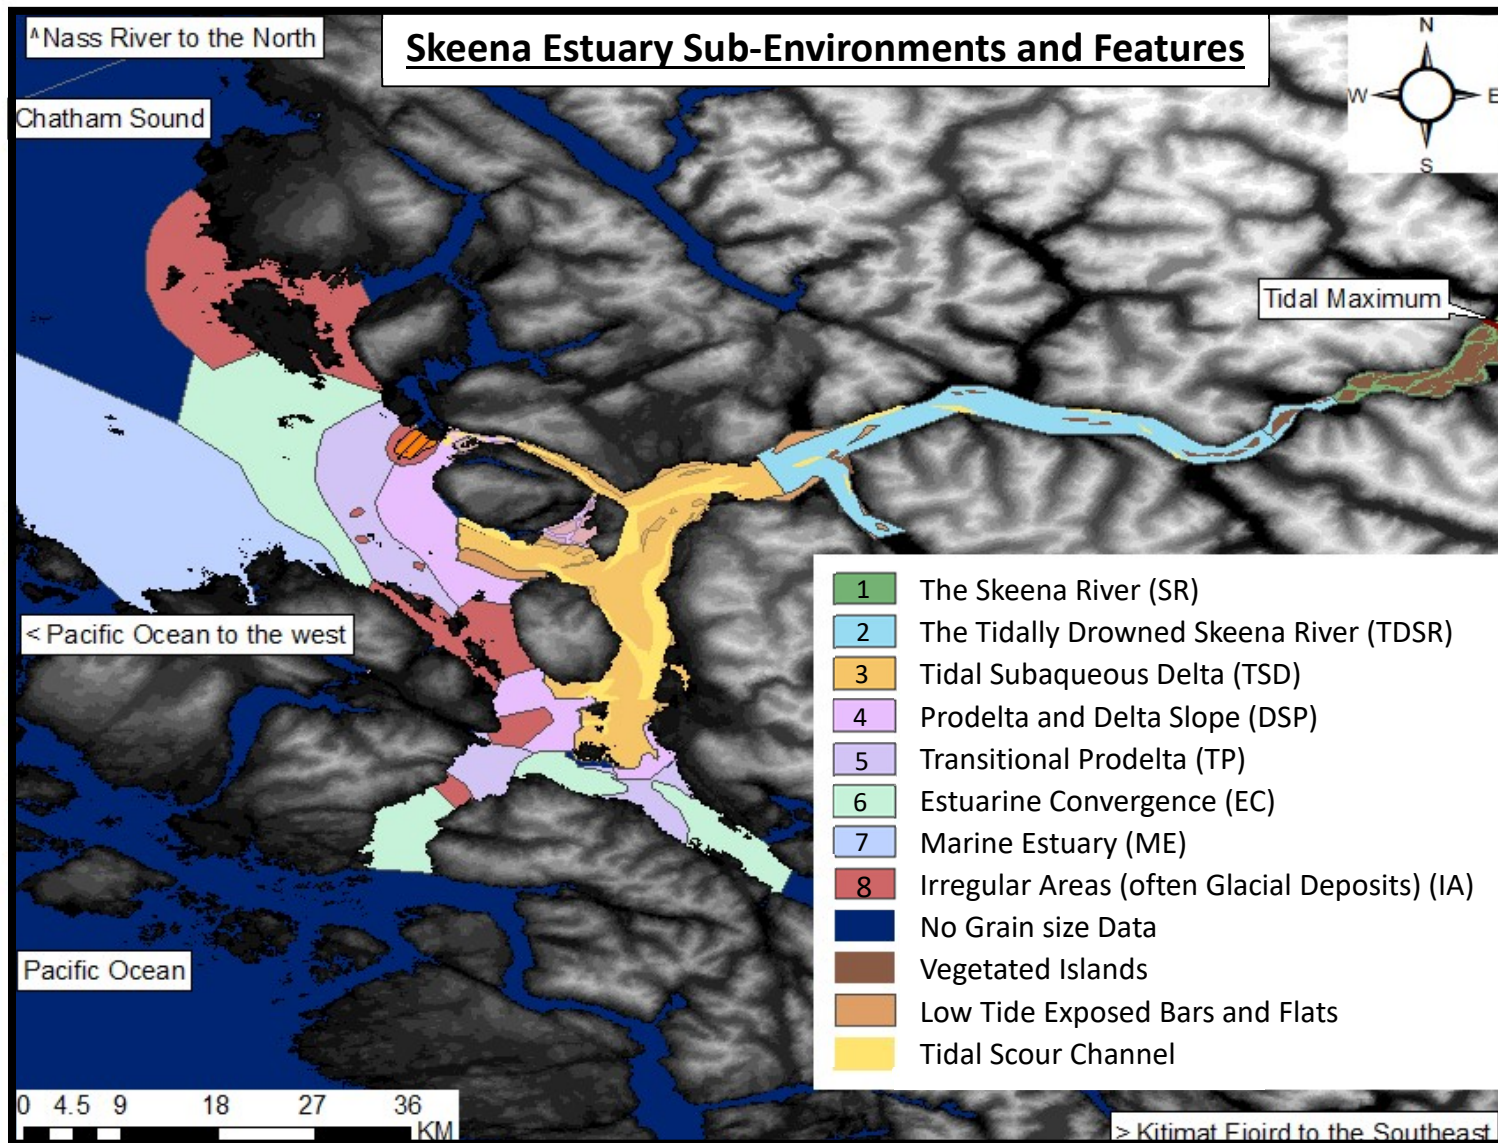 Skeena Estuary Sub-Environments and Features
^Nass River to the North
Chatham Sound
N
W
E
S
Tidal Maximum
< Pacific Ocean to the west
Pacific Ocean
1 The Skeena River (SR)
2 The Tidally Drowned Skeena River (TDSR)
3 Tidal Subaqueous Delta (TSD)
4 Prodelta and Delta Slope (DSP)
5 Transitional Prodelta (TP)
6 Estuarine Convergence (EC)
7 Marine Estuary (ME)
8 Irregular Areas (often Glacial Deposits) (IA)
No Grain size Data
Vegetated Islands
Low Tide Exposed Bars and Flats
Tidal Scour Channel
0 4.5 9 18 27 36
KM
> Kitimat Fjoird to the Southeast